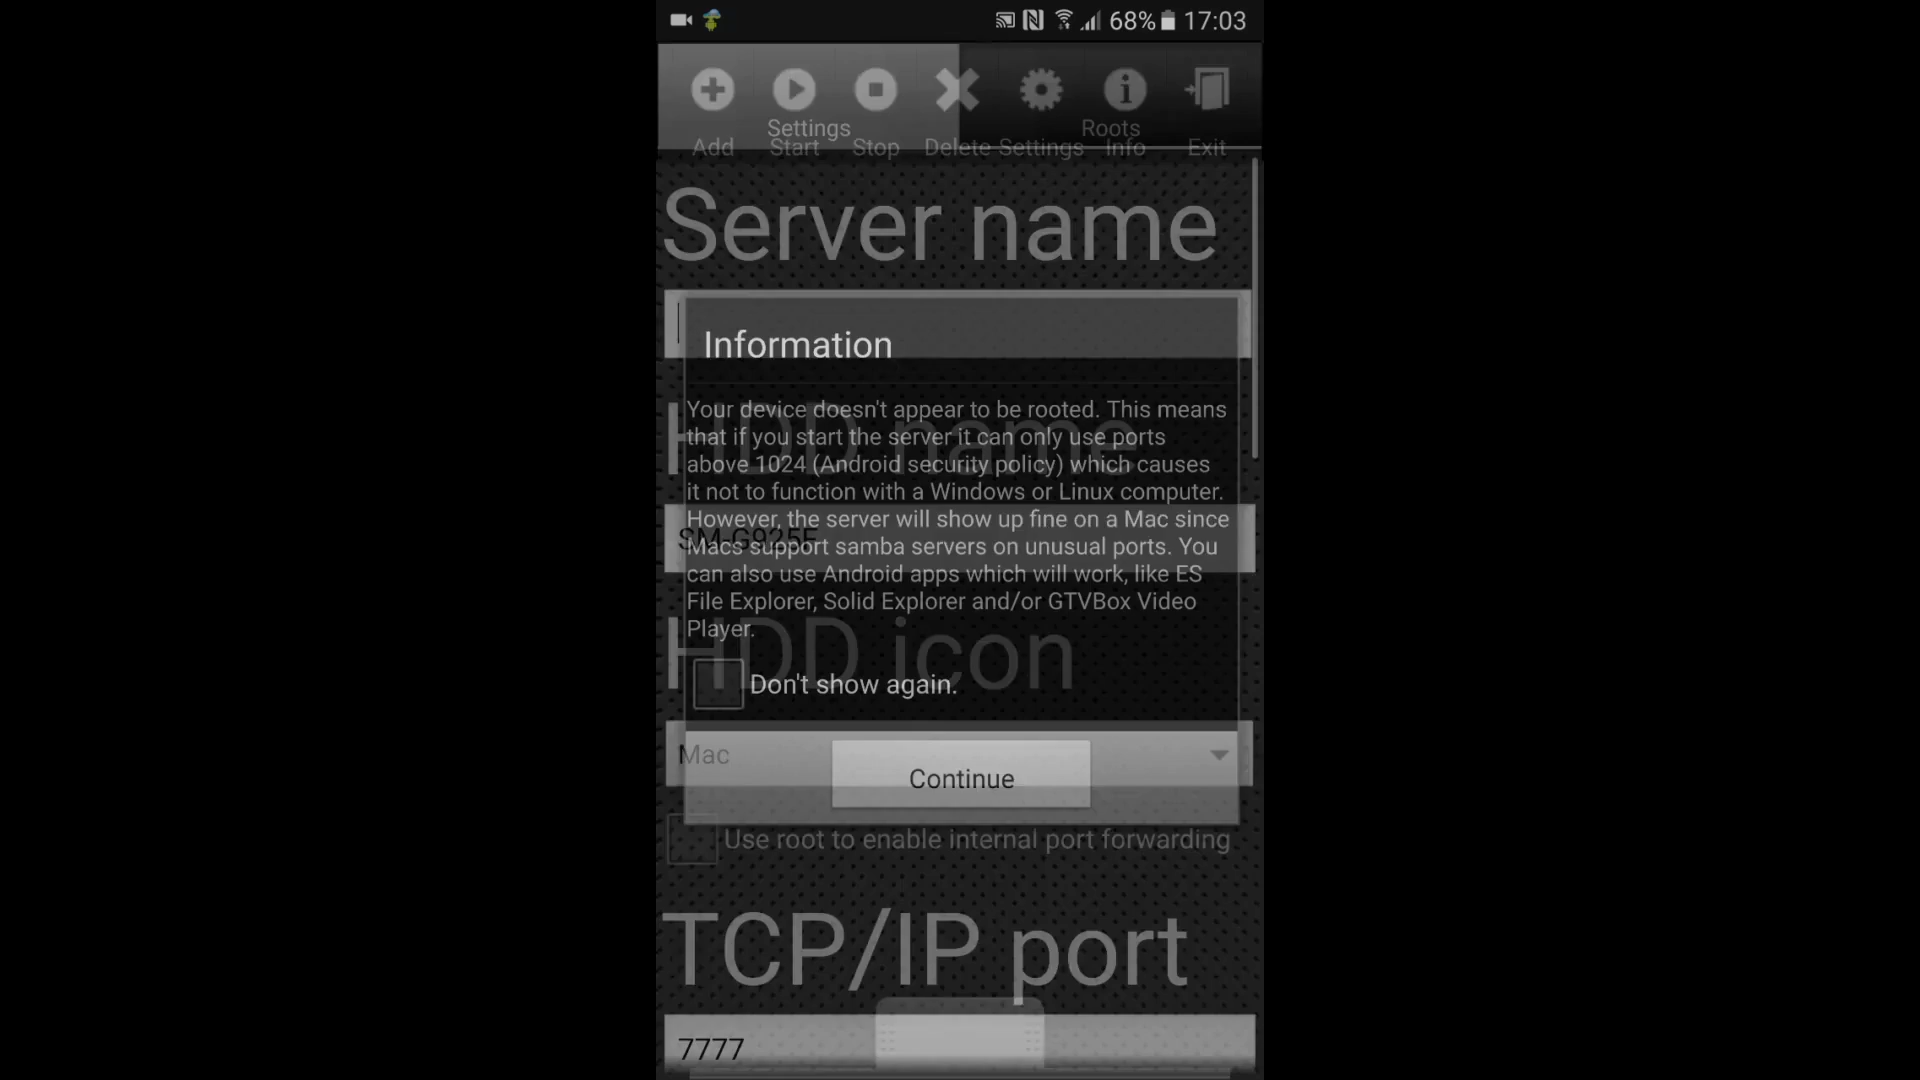 68% 17:03
Settings Roots
Add Start Stop Delete Settings Info Exit
Server name
Information
HDD name
Your device doesn't appear to be rooted. This means
that if you start the server it can only use ports
above 1024 (Android security policy) which causes
it not to function with a Windows or Linux computer.
However, the server will show up fine on a Mac since
SM-G925F
Macs support samba servers on unusual ports. You
can also use Android apps which will work, like ES
File Explorer, Solid Explorer and/or GTVBox Video
Player.
HDD icon
Don't show again.
Mac
Continue
Use root to enable internal port forwarding
TCP/IP port
7777